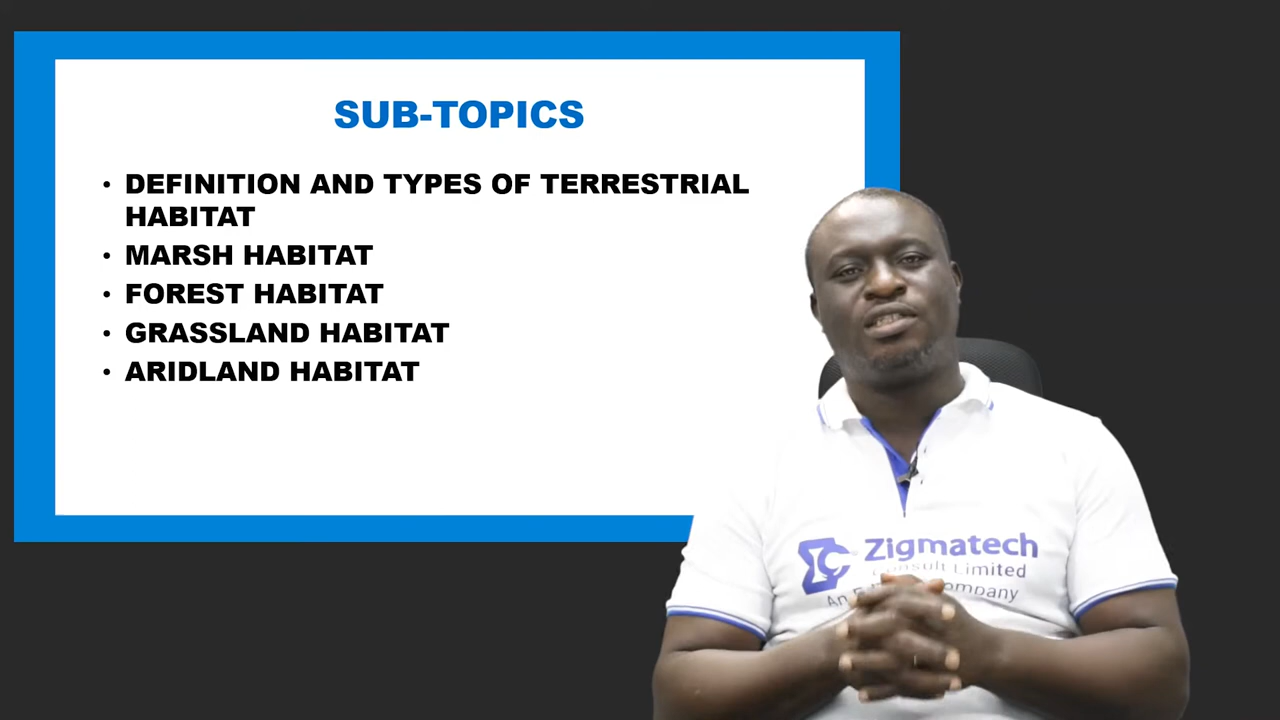 SUB-TOPICS
• DEFINITION AND TYPES OF TERRESTRIAL
HABITAT
• MARSH HABITAT
• FOREST HABITAT
• GRASSLAND HABITAT
• ARIDLAND HABITAT
Zigmatech
Consult Limited
An